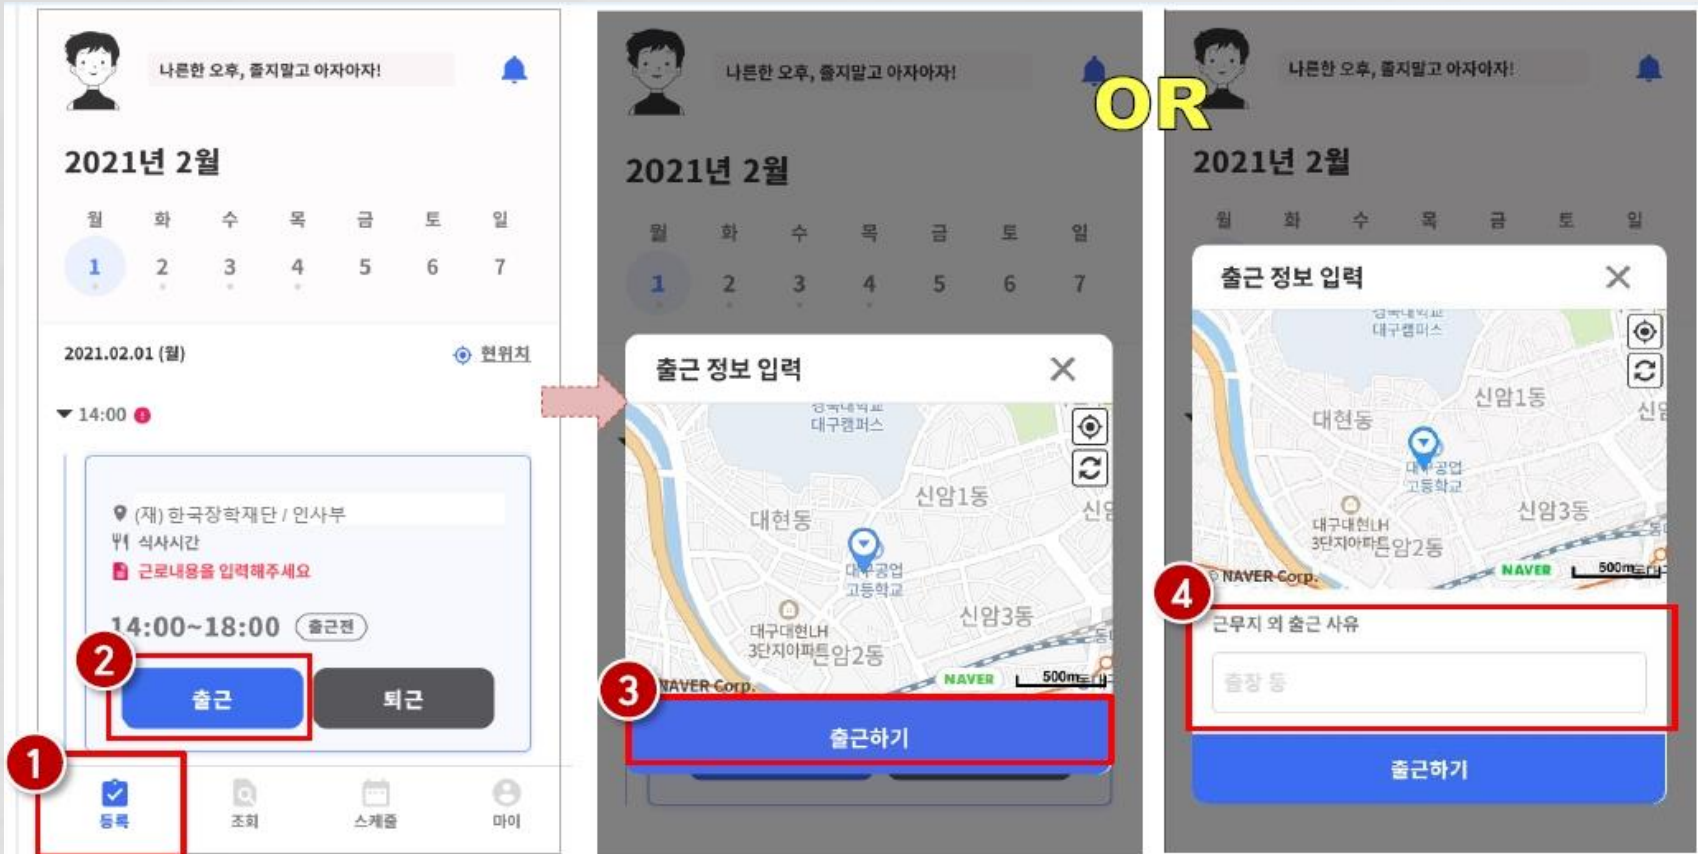 나른한 오후, 졸지말고 아자아자!
2021년 2월
월 화 수 목 금 토 일
1 2 3 4 5 6 7
2021.02.01 (월)
현위치
14:00
(재) 한국장학재단 / 인사부
식사시간
근로내용을 입력해주세요
14:00~18:00 출근전
2
출근 퇴근
1
등록 조회 스케줄 마이
나른한 오후, 졸지말고 아자아자!
2021년 2월
월 화 수 목 금 토 일
1 2 3 4 5 6 7
출근 정보 입력
경북대학교
대구캠퍼스
신암1동
대현동
대구공업
고등학교
신암3동
대구대현LH
3단지아파트
신암2동
NAVER Corp.
NAVER
500m
3
출근하기
OR
나른한 오후, 졸지말고 아자아자!
2021년 2월
월 화 수 목 금 토 일
출근 정보 입력
경북대학교
대구캠퍼스
신암1동
대현동
대구공업
고등학교
신암3동
대구대현LH
3단지아파트
신암2동
© NAVER Corp.
NAVER
500m
4
근무지 외 출근 사유
출장 등
출근하기